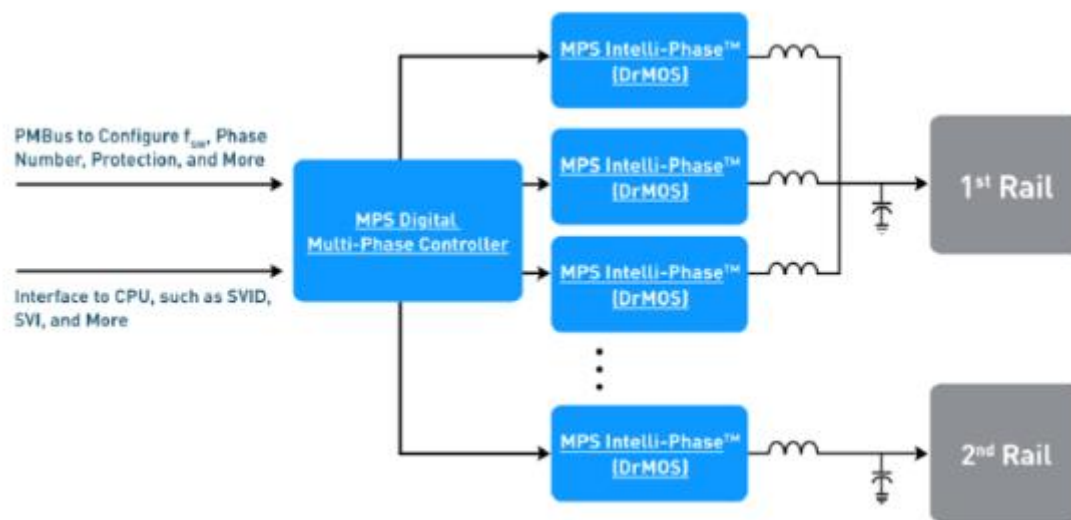 PMBus to Configure fsw, Phase
Number, Protection, and More
MPS Digital
Multi-Phase Controller
Interface to CPU, such as SVID,
SVI, and More
MPS Intelli-Phase™
(DrMOS)
MPS Intelli-Phase™
(DrMOS)
MPS Intelli-Phase™
(DrMOS)
MPS Intelli-Phase™
(DrMOS)
1st Rail
2nd Rail